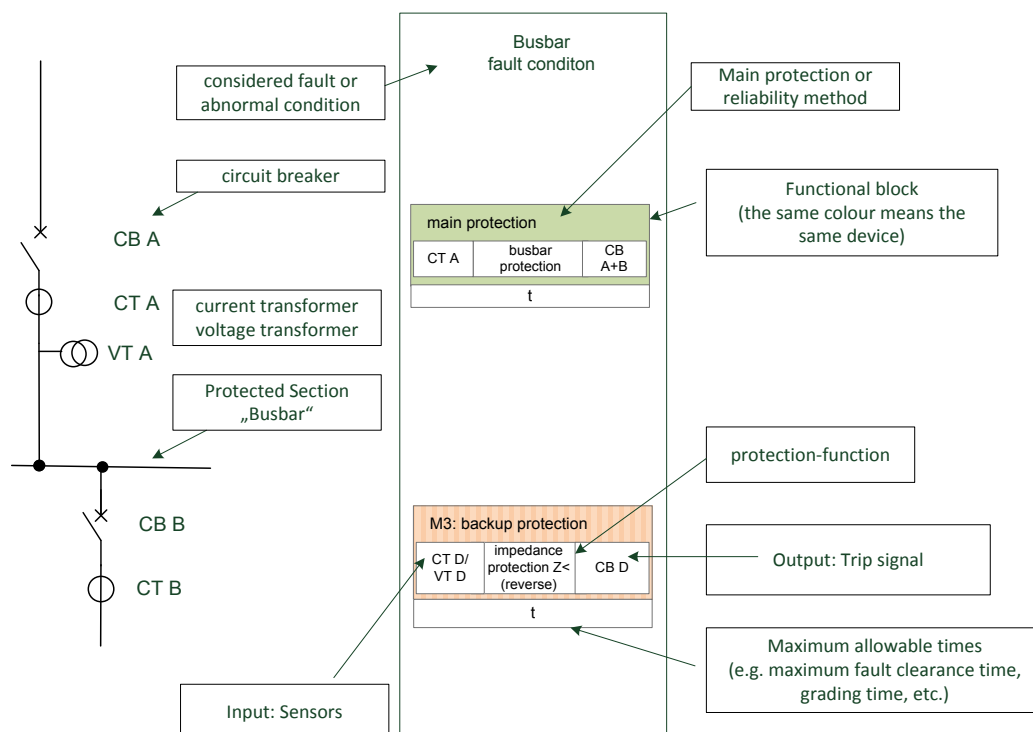 Busbar
fault conditon
considered fault or
abnormal condition
Main protection or
reliability method
circuit breaker
Functional block
(the same colour means the
same device)
CB A
main protection
CT A
busbar
protection
CB
A+B
t
CT A
current transformer
voltage transformer
VT A
Protected Section
„Busbar“
protection-function
CB B
M3: backup protection
CT D/
VT D
impedance
protection Z<
(reverse)
CB D
Output: Trip signal
CT B
t
Maximum allowable times
(e.g. maximum fault clearance time,
grading time, etc.)
Input: Sensors